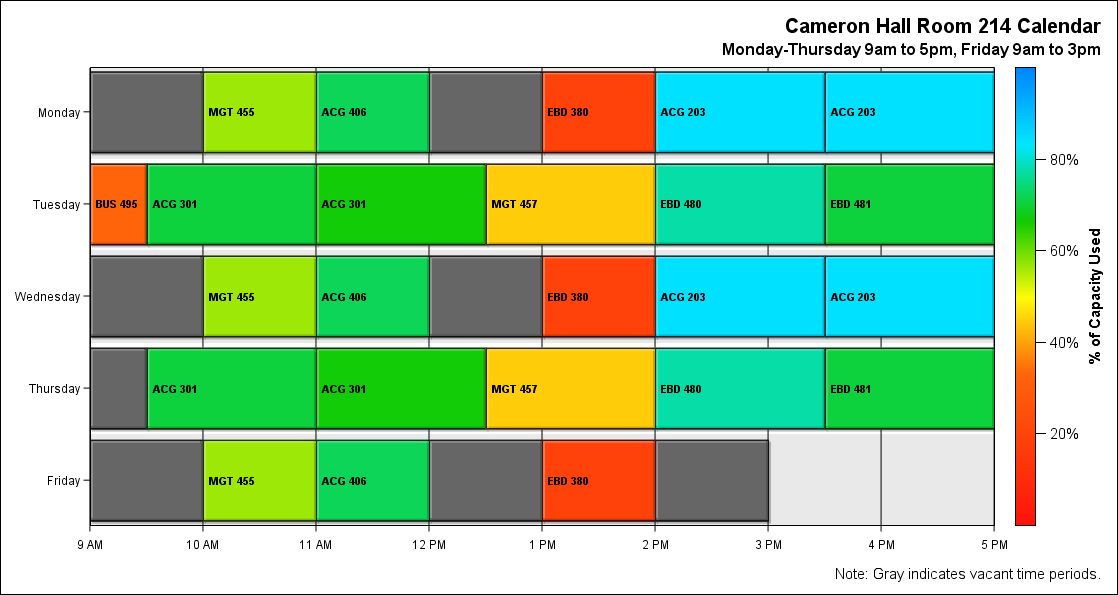 Cameron Hall Room 214 Calendar
Monday-Thursday 9am to 5pm, Friday 9am to 3pm
Monday MGT 455 ACG 406 EBD 380 ACG 203 ACG 203
Tuesday BUS 495 ACG 301 ACG 301 MGT 457 EBD 480 EBD 481
Wednesday MGT 455 ACG 406 EBD 380 ACG 203 ACG 203
Thursday ACG 301 ACG 301 MGT 457 EBD 480 EBD 481
Friday MGT 455 ACG 406 EBD 380
9 AM 10 AM 11 AM 12 PM 1 PM 2 PM 3 PM 4 PM 5 PM
80%
60%
40%
20%
% of Capacity Used
Note: Gray indicates vacant time periods.